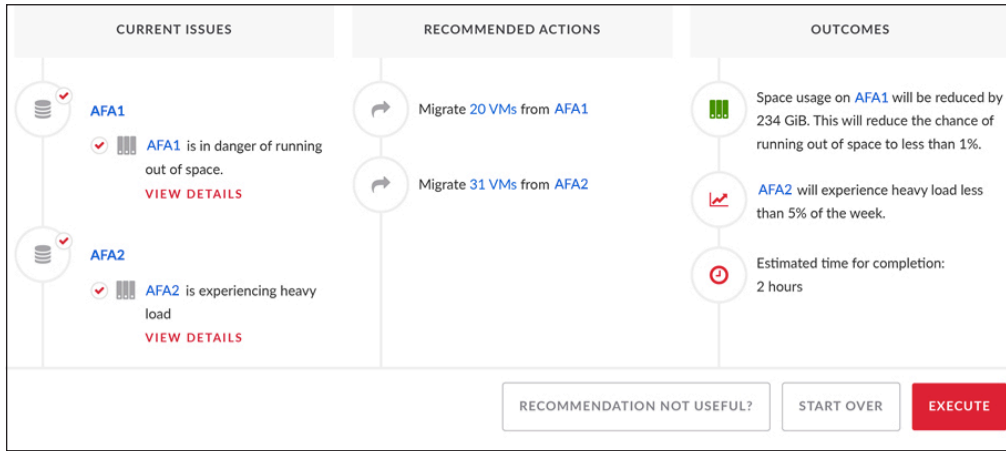 CURRENT ISSUES
AFA1
AFA1 is in danger of running
out of space.
VIEW DETAILS
AFA2
AFA2 is experiencing heavy
load
VIEW DETAILS
RECOMMENDED ACTIONS
Migrate 20 VMs from AFA1
Migrate 31 VMs from AFA2
OUTCOMES
Space usage on AFA1 will be reduced by
234 GiB. This will reduce the chance of
running out of space to less than 1%.
AFA2 will experience heavy load less
than 5% of the week.
Estimated time for completion:
2 hours
RECOMMENDATION NOT USEFUL?
START OVER
EXECUTE